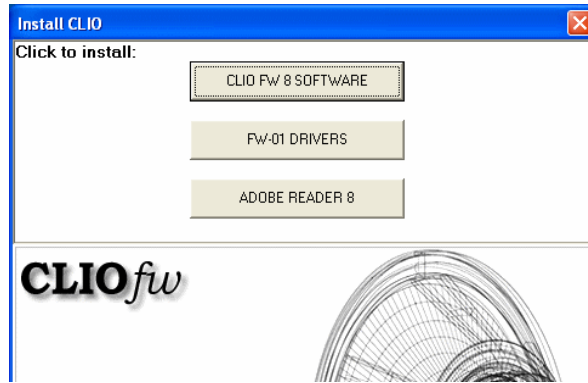 Install CLIO
Click to install:
CLIO FW 8 SOFTWARE
FW-01 DRIVERS
ADOBE READER 8
CLIOfw